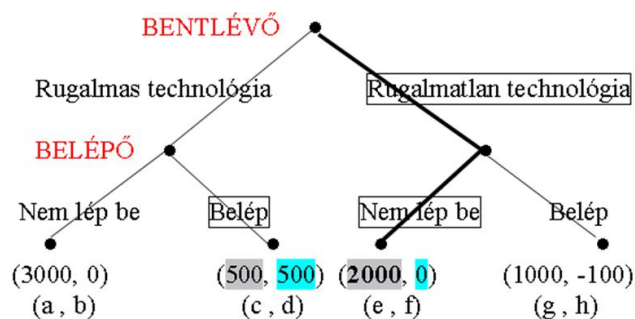 BENTLÉVŐ
Rugalmas technológia Rugalmatlan technológia
BELÉPŐ
Nem lép be Belép Nem lép be Belép
(3000, 0) (500, 500) (2000, 0) (1000, -100)
(a , b) (c , d) (e , f) (g , h)